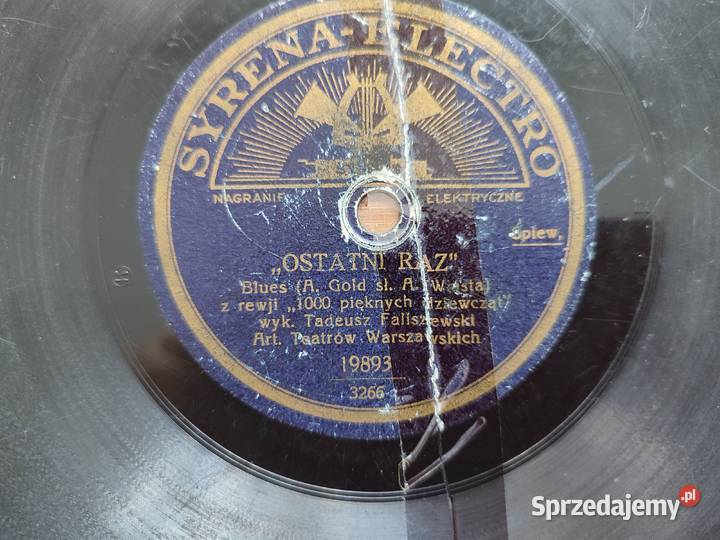 SYRENA-ELECTRO
NAGRANIE ELEKTRYCZNE
śpiew.
„OSTATNI RAZ"
Blues (A. Gold sł. A. Własta)
z rewji „1000 pięknych dziewcząt"
wyk. Tadeusz Faliszewski
Art. Teatrów Warszawskich
19893
3266
Sprzedajemy.pl